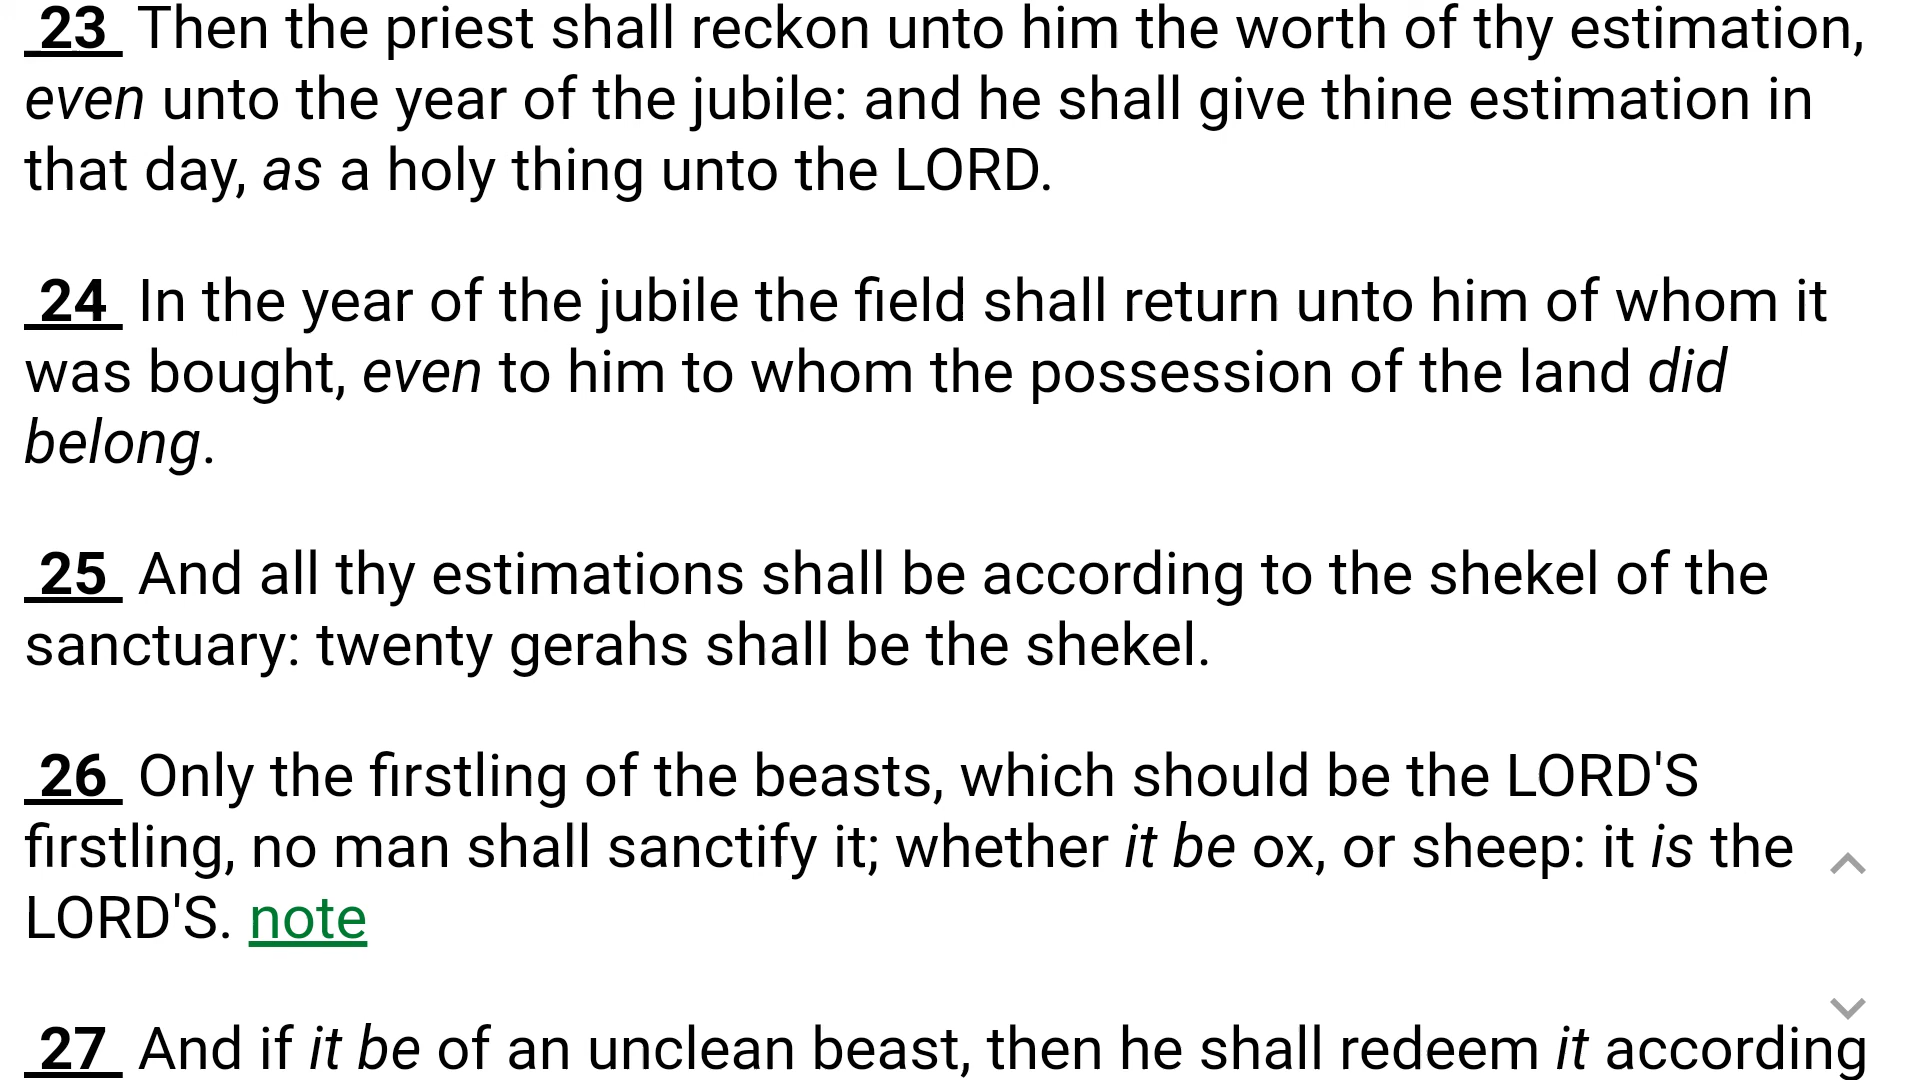 23 Then the priest shall reckon unto him the worth of thy estimation,
even unto the year of the jubile: and he shall give thine estimation in
that day, as a holy thing unto the LORD.
24 In the year of the jubile the field shall return unto him of whom it
was bought, even to him to whom the possession of the land did
belong.
25 And all thy estimations shall be according to the shekel of the
sanctuary: twenty gerahs shall be the shekel.
26 Only the firstling of the beasts, which should be the LORD'S
firstling, no man shall sanctify it; whether it be ox, or sheep: it is the
LORD'S. note
27 And if it be of an unclean beast, then he shall redeem it according